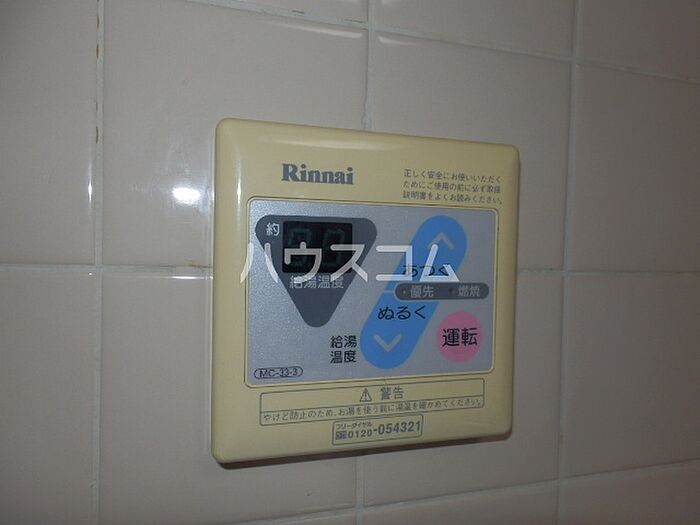 Rinnai
正しく安全にお使いいただく
ためにご使用の前に必ず取扱
説明書をよくお読みください。
約
給湯温度
あつく
優先 燃焼
ぬるく
給湯
温度
運転
MC-33-3
⚠ 警告
やけど防止のため、お湯を使う前に湯温を確かめてください。
フリーダイヤル
0120-054321
ハウスコム